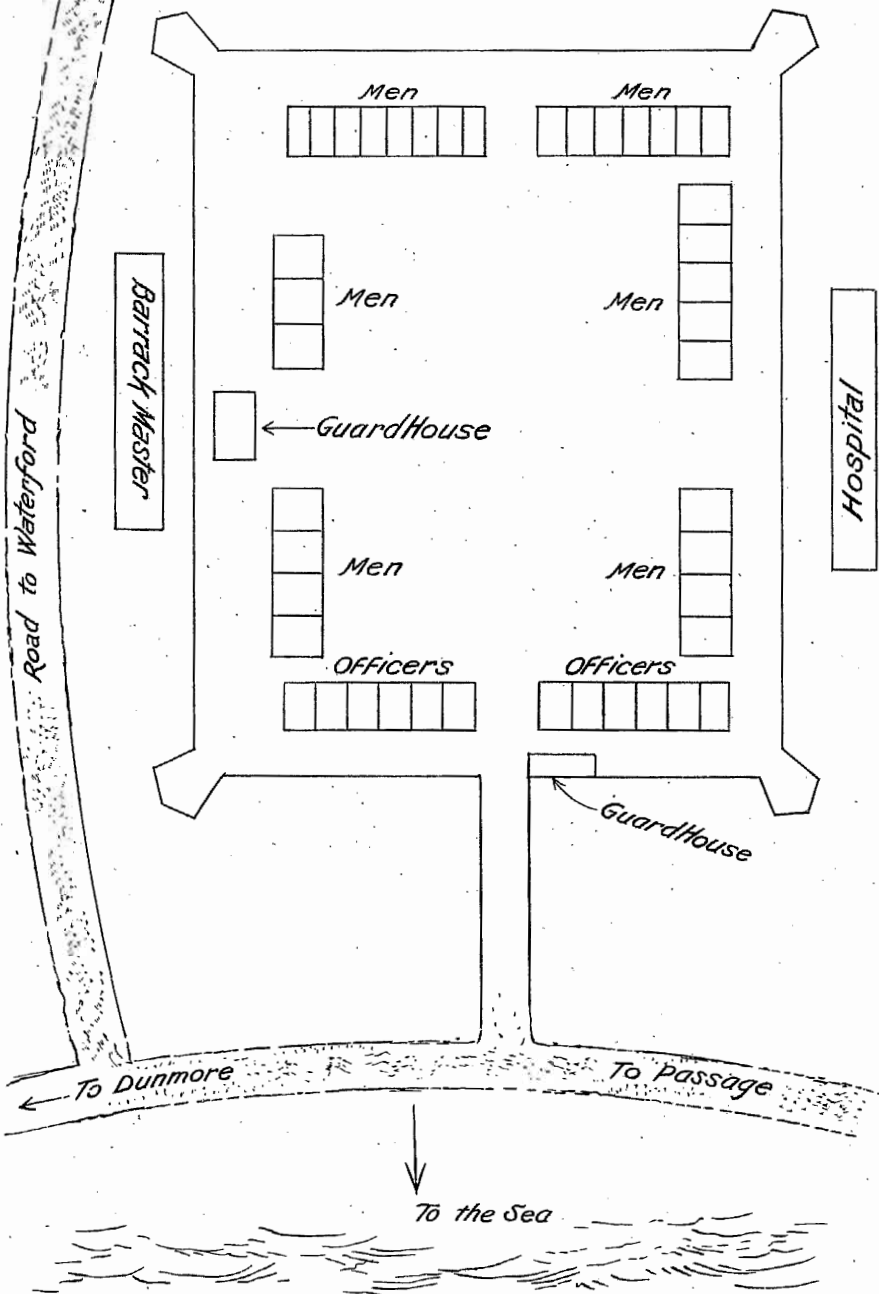 Men
Men
Men
Men
Barrack Master
GuardHouse
Hospital
Road to Waterford
Men
Men
Officers
Officers
GuardHouse
To Dunmore
To Passage
To the Sea